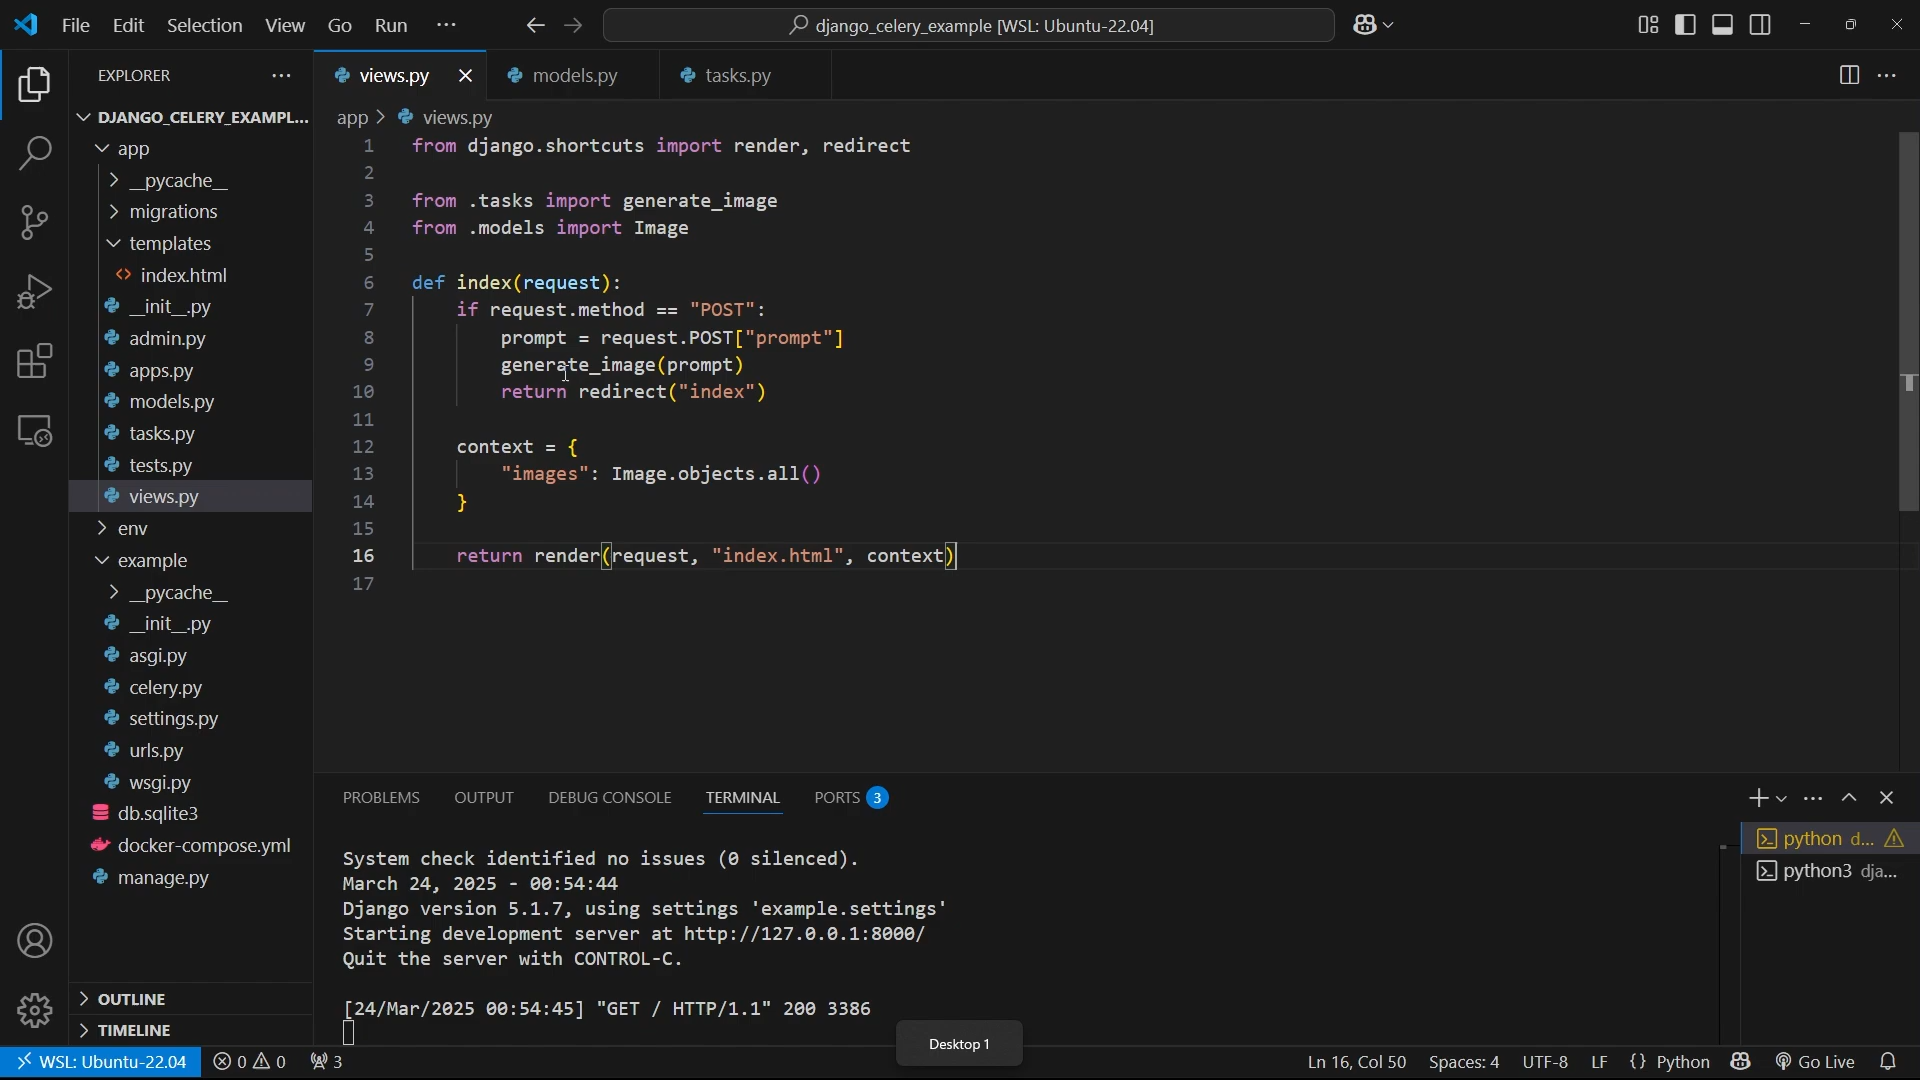 File Edit Selection View Go Run ···
django_celery_example [WSL: Ubuntu-22.04]
EXPLORER
DJANGO_CELERY_EXAMPL...
app
__pycache__
migrations
templates
index.html
__init__.py
admin.py
apps.py
models.py
tasks.py
tests.py
views.py
env
example
__pycache__
__init__.py
asgi.py
celery.py
settings.py
urls.py
wsgi.py
db.sqlite3
docker-compose.yml
manage.py
OUTLINE
TIMELINE
views.py models.py tasks.py
app > views.py
1 from django.shortcuts import render, redirect
2
3 from .tasks import generate_image
4 from .models import Image
5
6 def index(request):
7 if request.method == "POST":
8 prompt = request.POST["prompt"]
9 generate_image(prompt)
10 return redirect("index")
11
12 context = {
13 "images": Image.objects.all()
14 }
15
16 return render(request, "index.html", context)
17
PROBLEMS OUTPUT DEBUG CONSOLE TERMINAL PORTS 3
System check identified no issues (0 silenced).
March 24, 2025 - 00:54:44
Django version 5.1.7, using settings 'example.settings'
Starting development server at http://127.0.0.1:8000/
Quit the server with CONTROL-C.
[24/Mar/2025 00:54:45] "GET / HTTP/1.1" 200 3386
python d...
python3 dja...
Desktop 1
WSL: Ubuntu-22.04 0 0 3 Ln 16, Col 50 Spaces: 4 UTF-8 LF {} Python Go Live